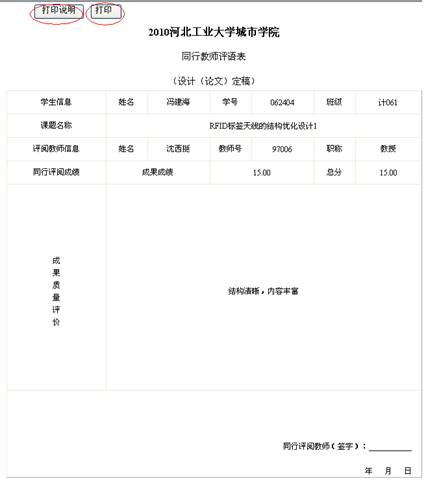 打印说明 打印
2010河北工业大学城市学院
同行教师评语表
（设计（论文）定稿）
学生信息 姓名 冯建海 学号 062404 班级 计061
课题名称 RFID标签天线的结构优化设计1
评阅教师信息 姓名 沈西挺 教师号 97006 职称 教授
同行评阅成绩 成果成绩 15.00 总分 15.00
成
果
质
量
评
价
结构清晰，内容丰富
同行评阅教师（签字）：
年 月 日